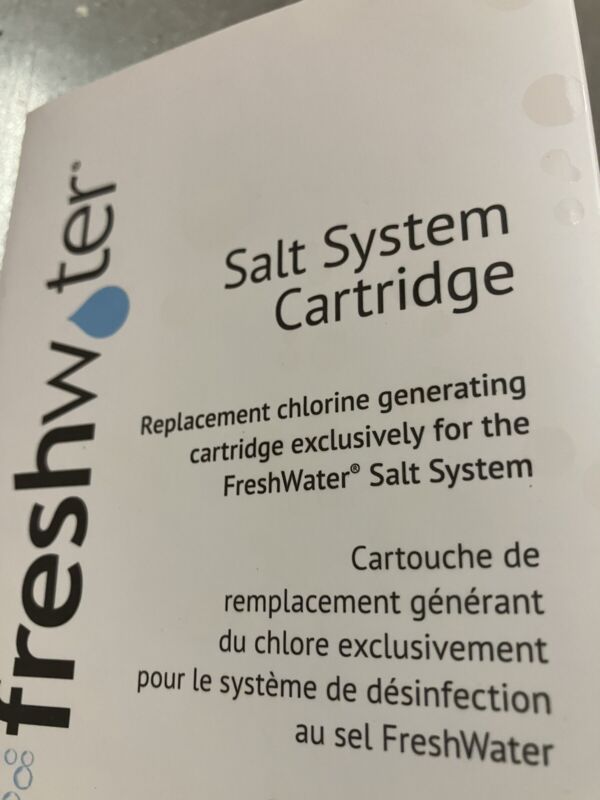 freshwater®
Salt System
Cartridge
Replacement chlorine generating
cartridge exclusively for the
FreshWater® Salt System
Cartouche de
remplacement générant
du chlore exclusivement
pour le système de désinfection
au sel FreshWater